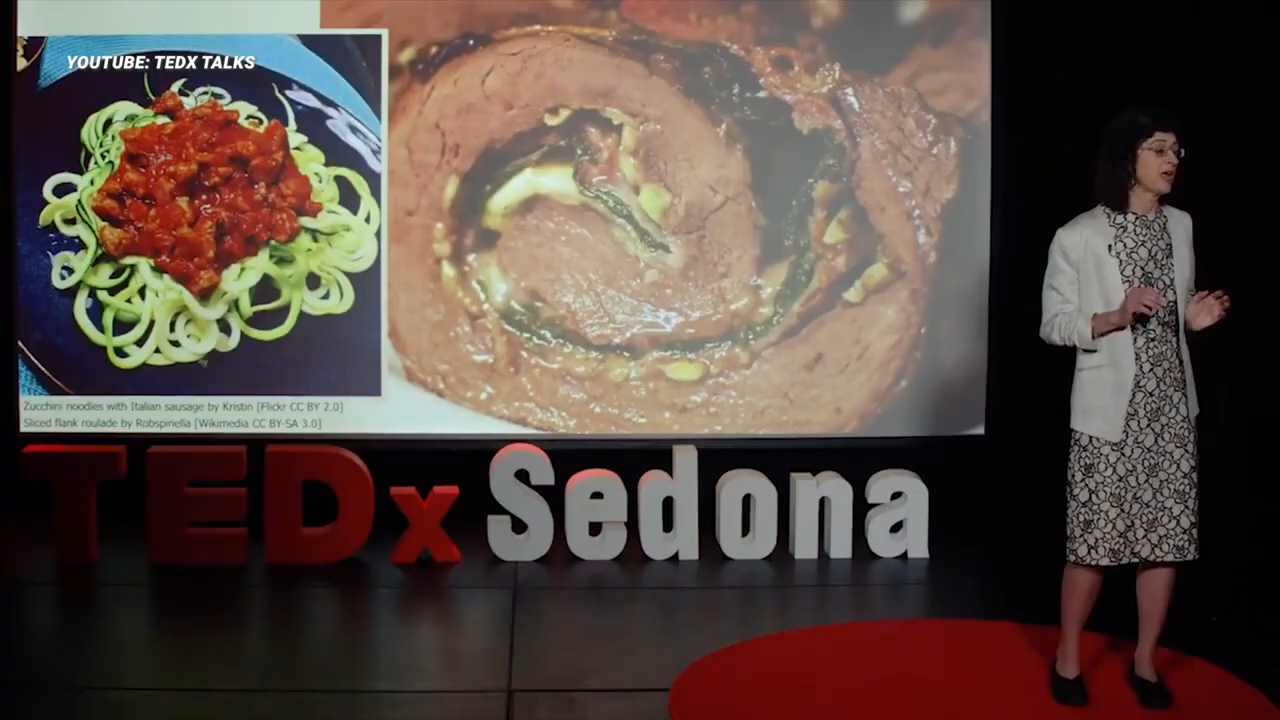 YOUTUBE: TEDX TALKS
Zucchini noodles with Italian sausage by Kristin [Flickr CC BY 2.0]
Sliced flank roulade by Robspinella [Wikimedia CC BY-SA 3.0]
TEDx Sedona